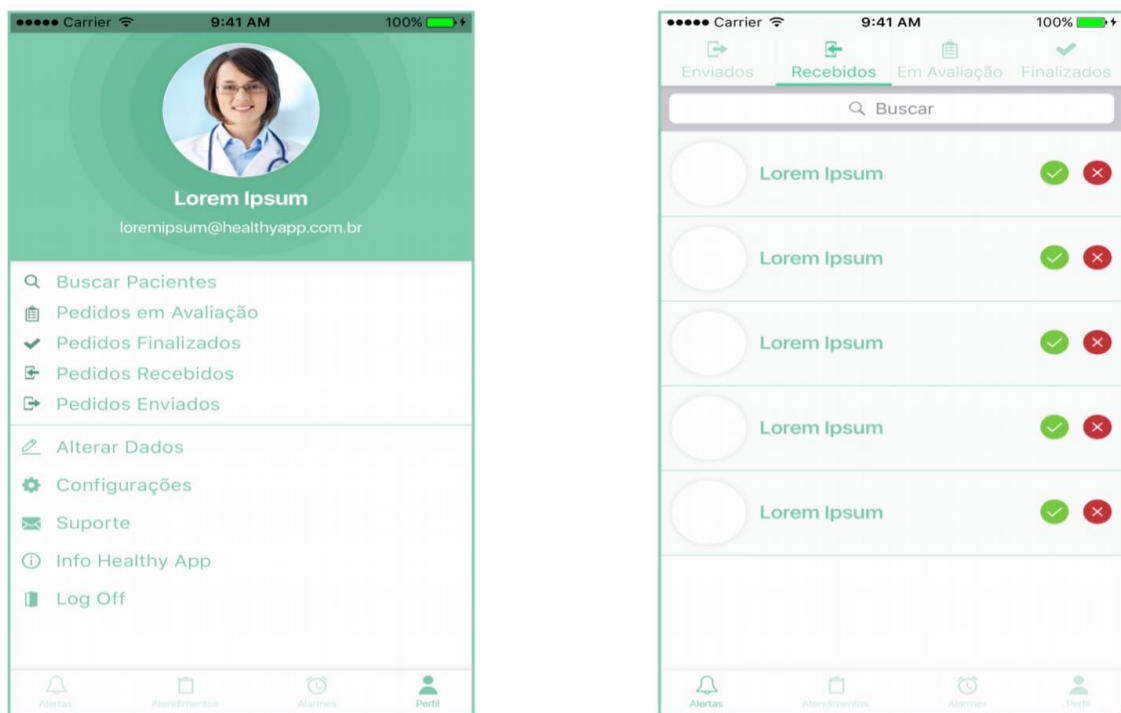 Carrier 9:41 AM 100%
Lorem Ipsum
loremipsum@healthyapp.com.br
Buscar Pacientes
Pedidos em Avaliação
Pedidos Finalizados
Pedidos Recebidos
Pedidos Enviados
Alterar Dados
Configurações
Suporte
Info Healthy App
Log Off
Alertas Atendimentos Alarmes Perfil
Carrier 9:41 AM 100%
Enviados Recebidos Em Avaliação Finalizados
Buscar
Lorem Ipsum
Lorem Ipsum
Lorem Ipsum
Lorem Ipsum
Lorem Ipsum
Alertas Atendimentos Alarmes Perfil